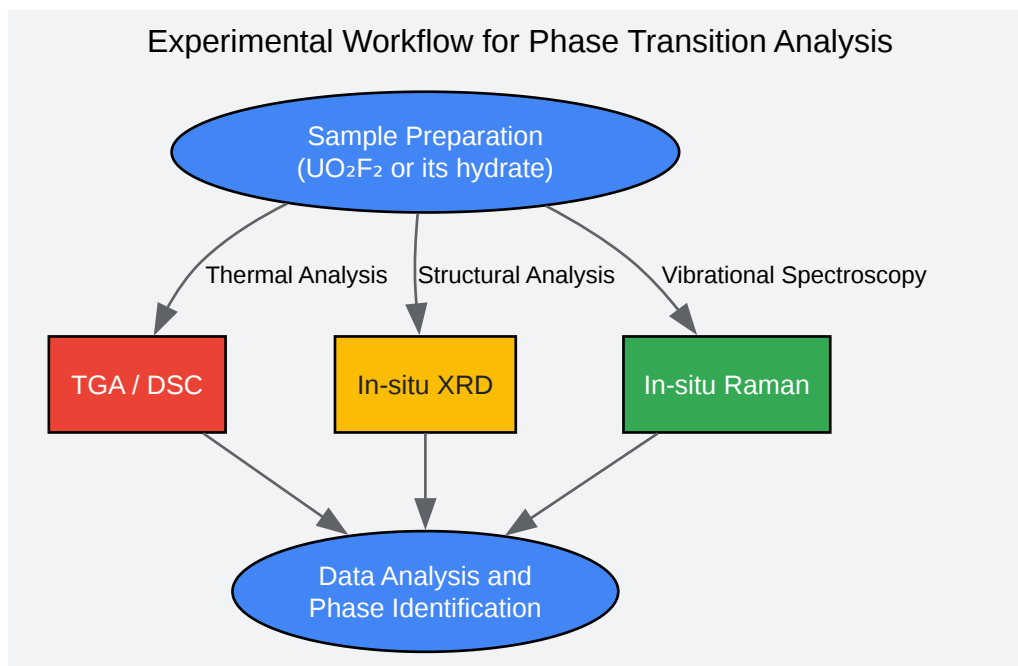 Experimental Workflow for Phase Transition Analysis
Sample Preparation
(UO₂F₂ or its hydrate)
Thermal Analysis
Structural Analysis
Vibrational Spectroscopy
TGA / DSC
In-situ XRD
In-situ Raman
Data Analysis and
Phase Identification